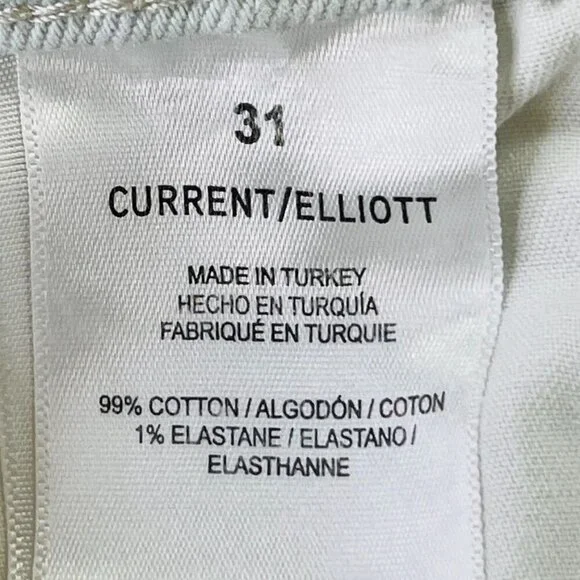 31
CURRENT/ELLIOTT
MADE IN TURKEY
HECHO EN TURQUÍA
FABRIQUÉ EN TURQUIE
99% COTTON / ALGODÓN / COTON
1% ELASTANE / ELASTANO /
ELASTHANNE